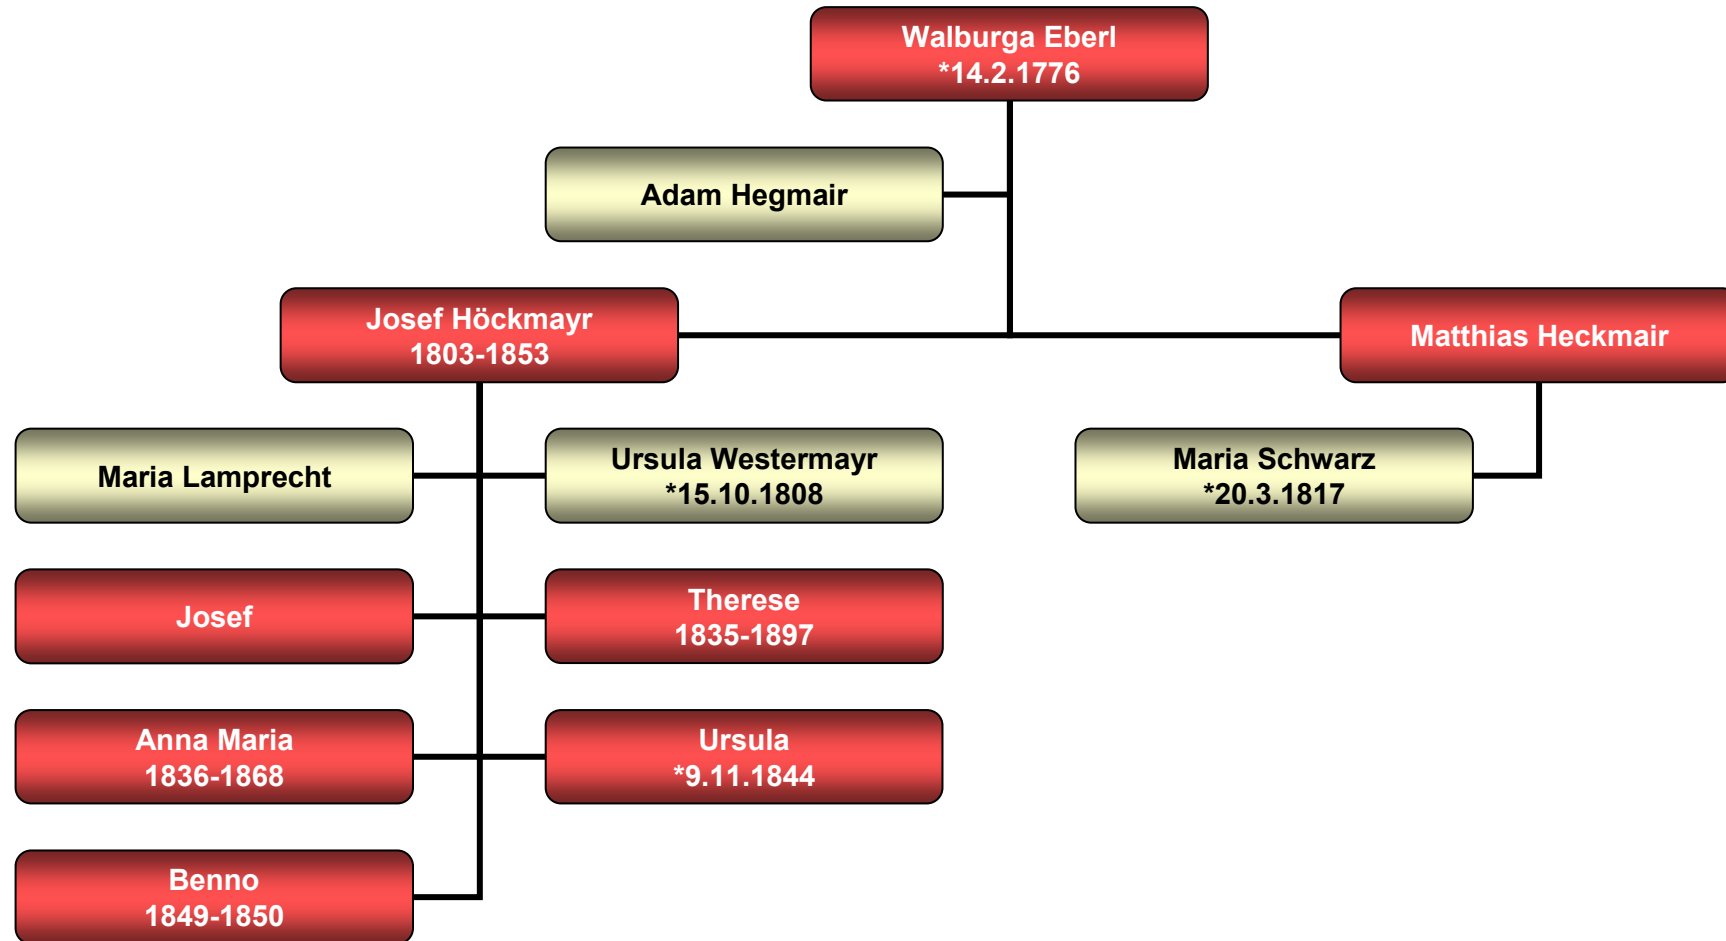 Walburga Eberl
*14.2.1776
Adam Hegmair
Josef Höckmayr
1803-1853
Matthias Heckmair
Maria Lamprecht
Ursula Westermayr
*15.10.1808
Maria Schwarz
*20.3.1817
Josef
Therese
1835-1897
Anna Maria
1836-1868
Ursula
*9.11.1844
Benno
1849-1850